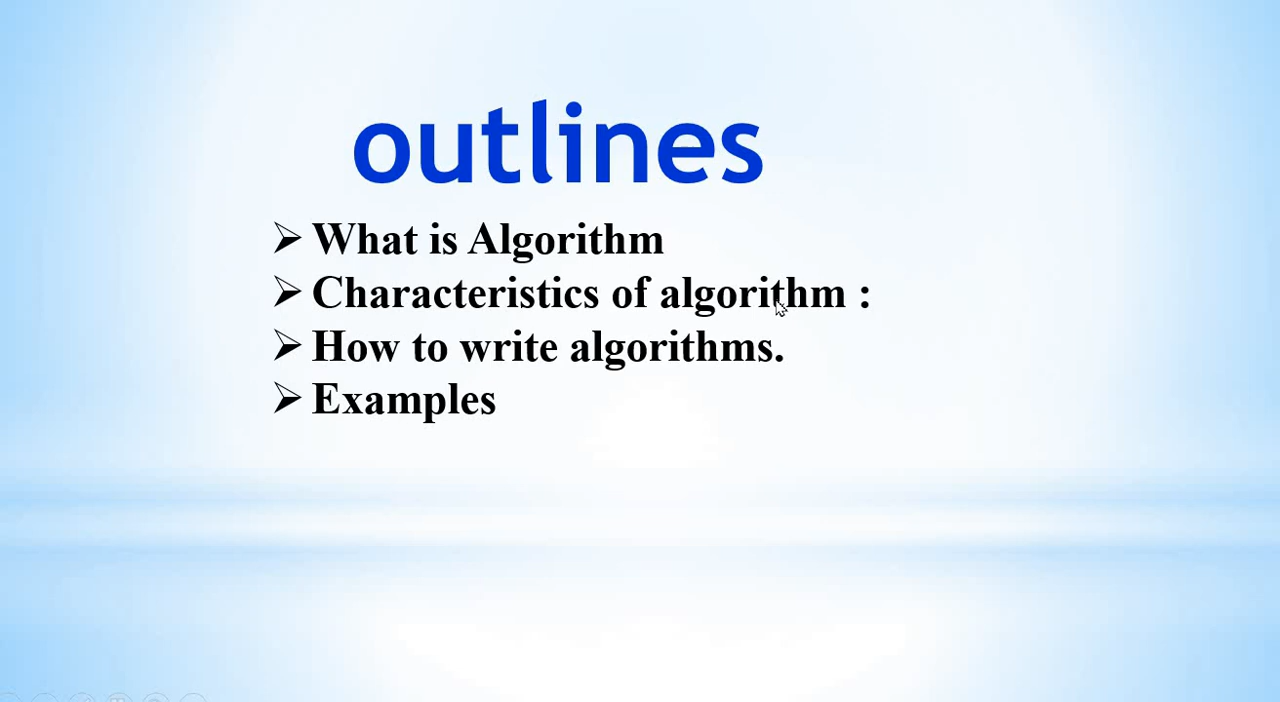 outlines
➢ What is Algorithm
➢ Characteristics of algorithm :
➢ How to write algorithms.
➢ Examples